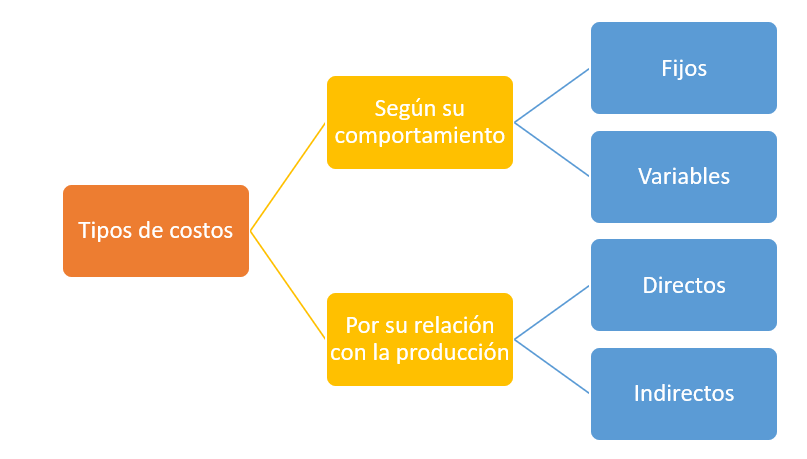 Tipos de costos
Según su
comportamiento
Fijos
Variables
Por su relación
con la producción
Directos
Indirectos